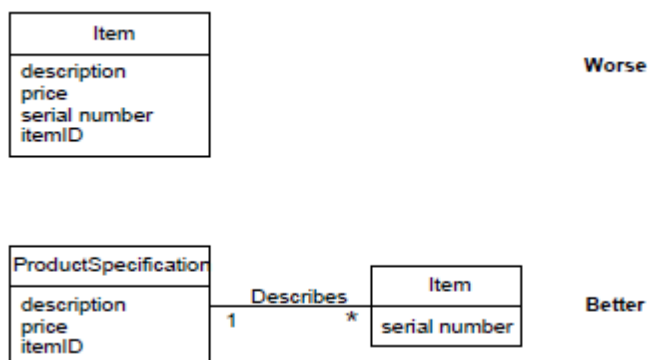 Item
description
price
serial number
itemID
Worse
ProductSpecification
description
price
itemID
Describes
1
*
Item
serial number
Better